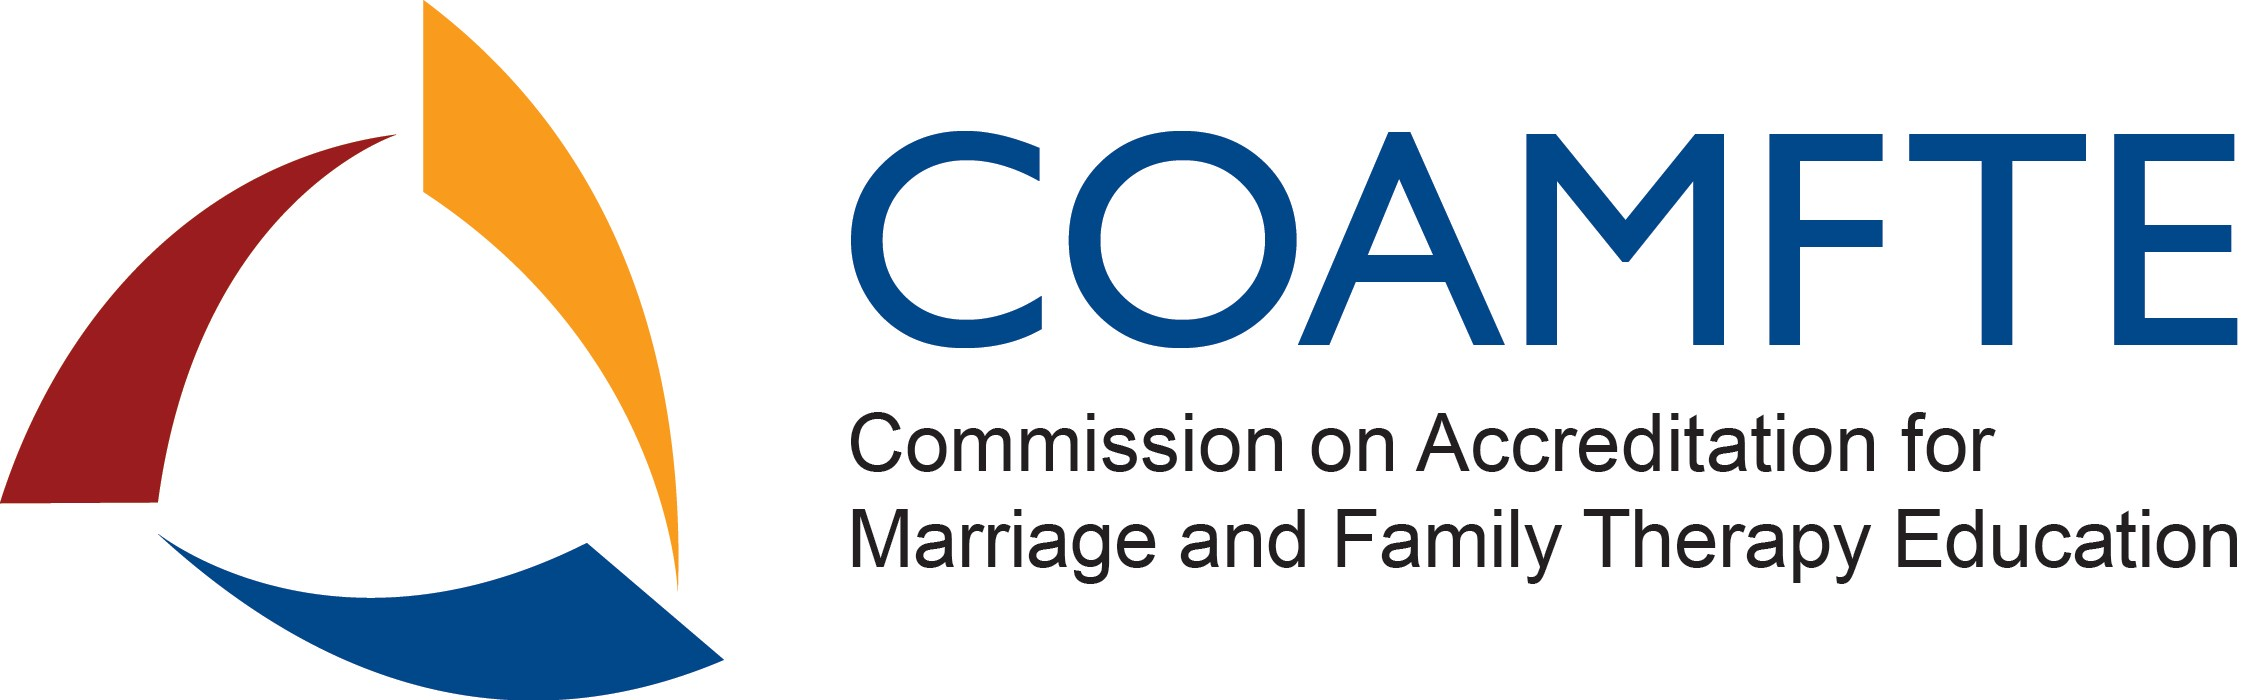 COAMFTE
Commission on Accreditation for
Marriage and Family Therapy Education